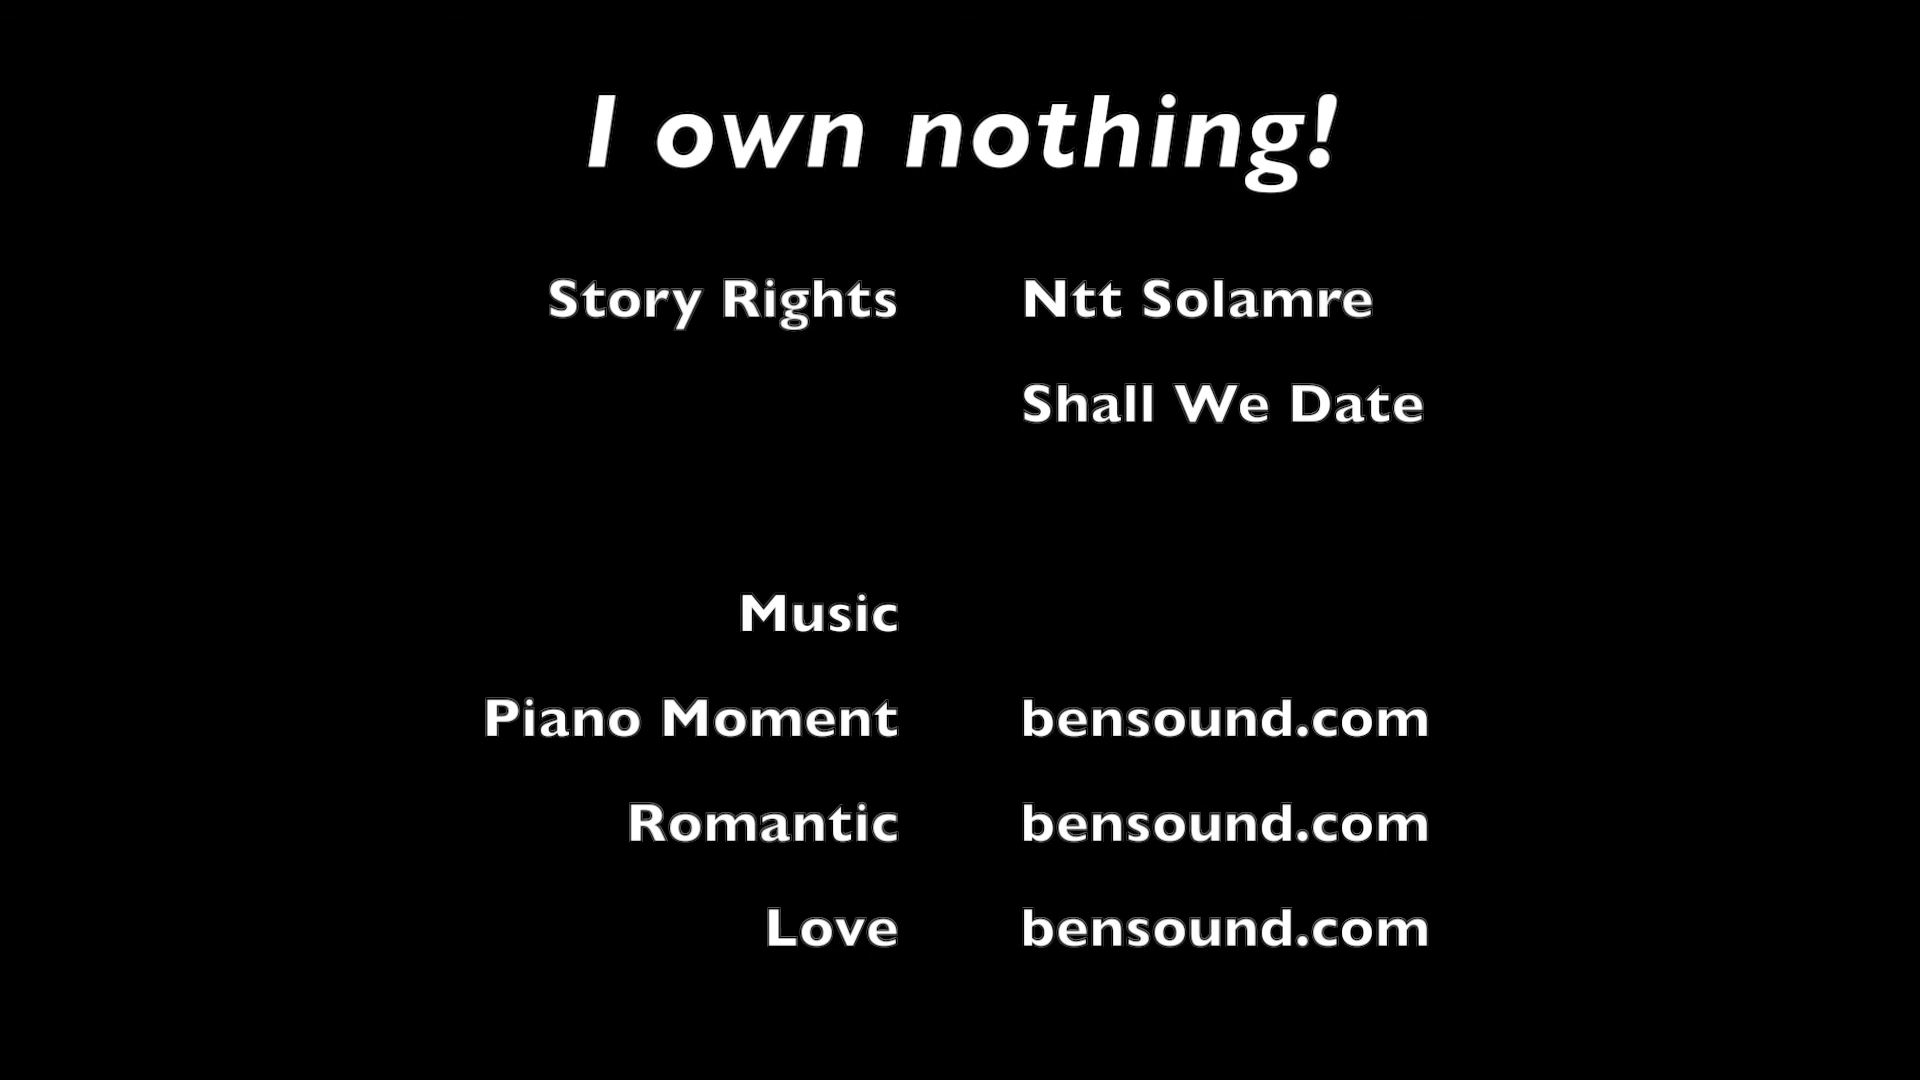 I own nothing!
Story Rights Ntt Solamre
Shall We Date
Music
Piano Moment bensound.com
Romantic bensound.com
Love bensound.com